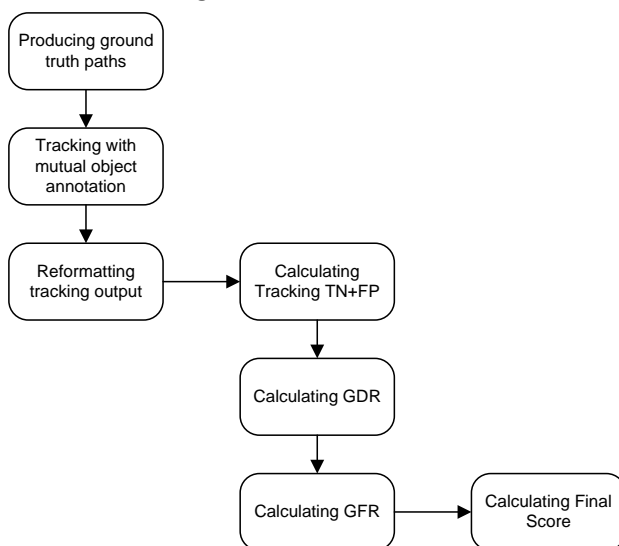 Producing ground
truth paths
Tracking with
mutual object
annotation
Reformatting
tracking output
Calculating
Tracking TN+FP
Calculating GDR
Calculating GFR
Calculating Final
Score